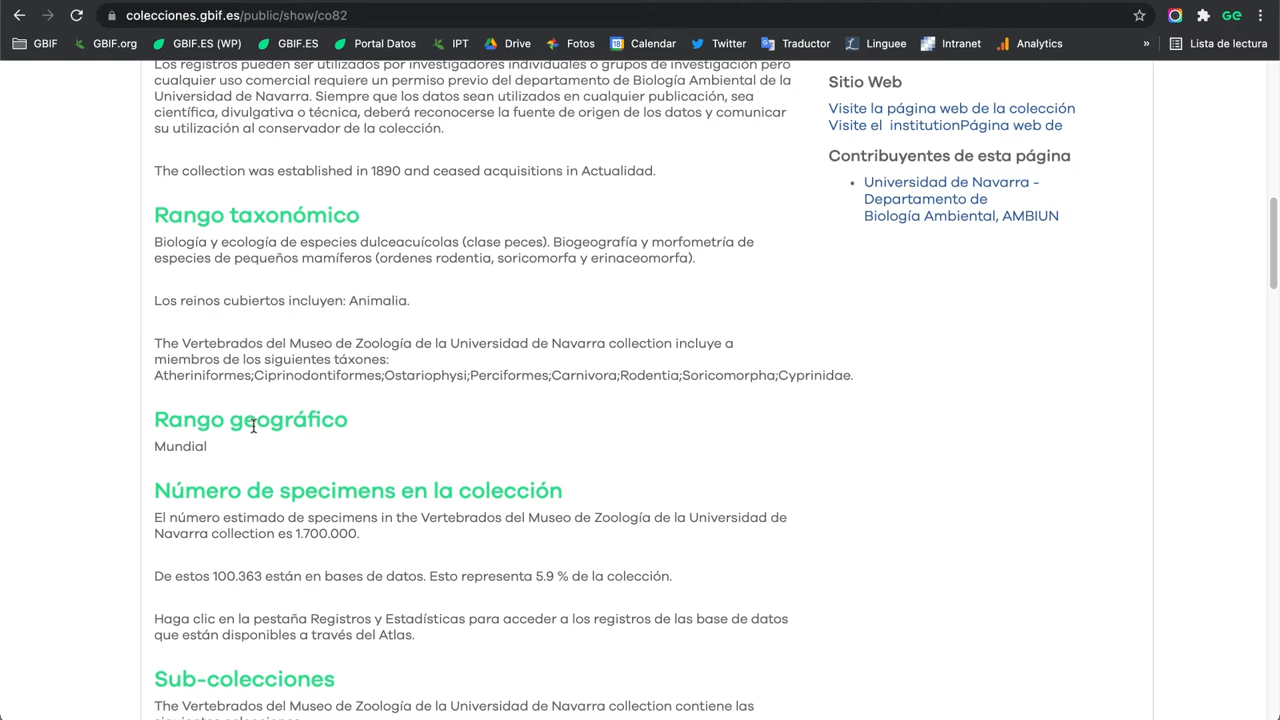 colecciones.gbif.es/public/show/co82
GBIF GBIF.org GBIF.ES (WP) GBIF.ES Portal Datos IPT Drive Fotos Calendar Twitter Traductor Linguee Intranet Analytics » Lista de lectura
Los registros pueden ser utilizados por investigadores individuales o grupos de investigación pero
cualquier uso comercial requiere un permiso previo del departamento de Biología Ambiental de la
Universidad de Navarra. Siempre que los datos sean utilizados en cualquier publicación, sea
científica, divulgativa o técnica, deberá reconocerse la fuente de origen de los datos y comunicar
su utilización al conservador de la colección.
The collection was established in 1890 and ceased acquisitions in Actualidad.
Rango taxonómico
Biología y ecología de especies dulceacuícolas (clase peces). Biogeografía y morfometría de
especies de pequeños mamíferos (ordenes rodentia, soricomorfa y erinaceomorfa).
Los reinos cubiertos incluyen: Animalia.
The Vertebrados del Museo de Zoología de la Universidad de Navarra collection incluye a
miembros de los siguientes táxones:
Atheriniformes;Ciprinodontiformes;Ostariophysi;Perciformes;Carnivora;Rodentia;Soricomorpha;Cyprinidae.
Rango geográfico
Mundial
Número de specimens en la colección
El número estimado de specimens in the Vertebrados del Museo de Zoología de la Universidad de
Navarra collection es 1.700.000.
De estos 100.363 están en bases de datos. Esto representa 5.9 % de la colección.
Haga clic en la pestaña Registros y Estadísticas para acceder a los registros de las base de datos
que están disponibles a través del Atlas.
Sub-colecciones
The Vertebrados del Museo de Zoología de la Universidad de Navarra collection contiene las
siguientes colecciones
Sitio Web
Visite la página web de la colección
Visite el institutionPágina web de
Contribuyentes de esta página
Universidad de Navarra -
Departamento de
Biología Ambiental, AMBIUN